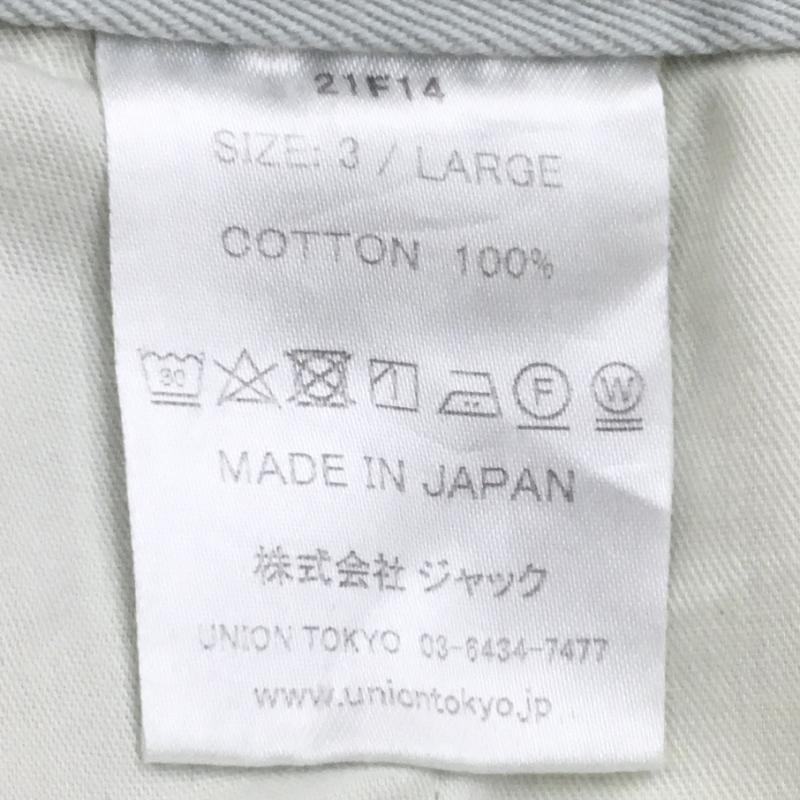 21F14
SIZE: 3 / LARGE
COTTON 100%
30 F W
MADE IN JAPAN
株式会社 ジャック
UNION TOKYO 03-6434-7477
www.uniontokyo.jp